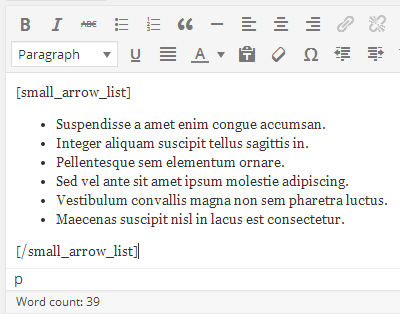 B I ABC
Paragraph U A T Ω
[small_arrow_list]
• Suspendisse a amet enim congue accumsan.
• Integer aliquam suscipit tellus sagittis in.
• Pellentesque sem elementum ornare.
• Sed vel ante sit amet ipsum molestie adipiscing.
• Vestibulum convallis magna non sem pharetra luctus.
• Maecenas suscipit nisl in lacus est consectetur.
[/small_arrow_list]
p
Word count: 39